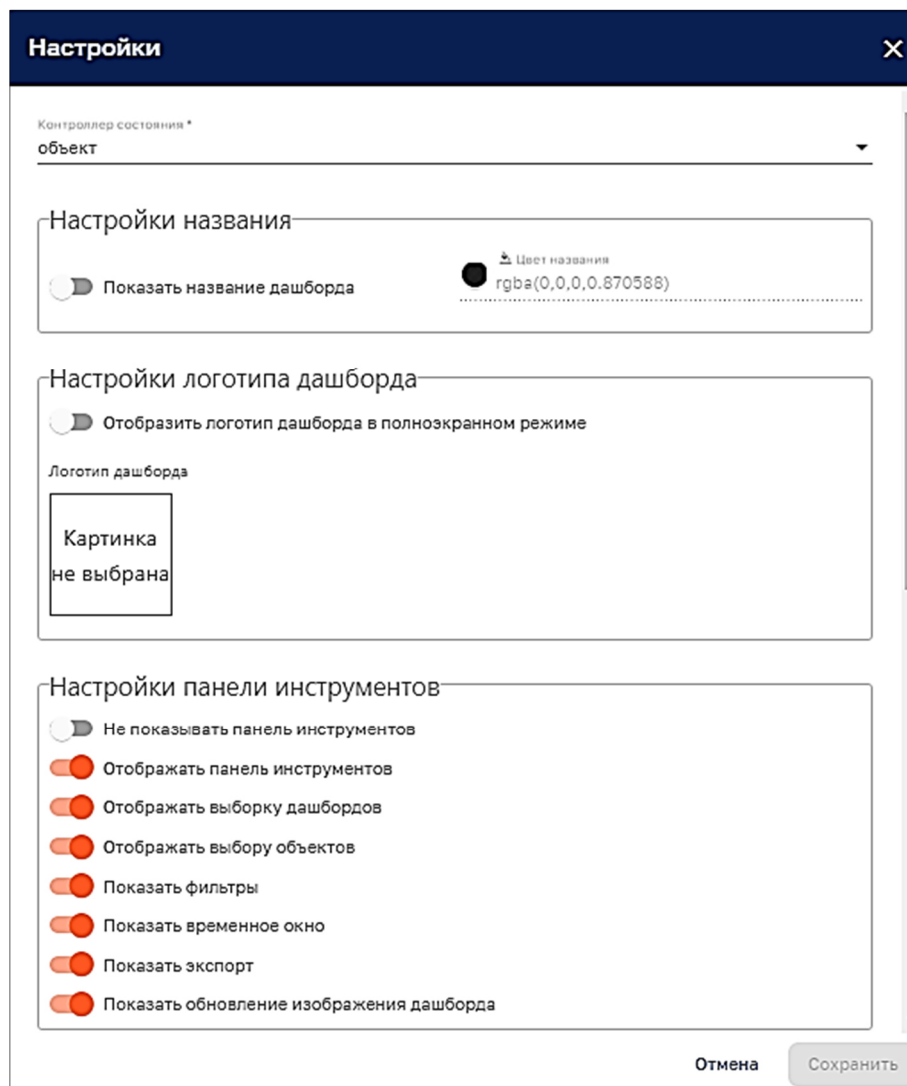 Настройки
Контроллер состояния *
объект
Настройки названия
Показать название дашборда
Цвет названия
rgba(0,0,0,0.870588)
Настройки логотипа дашборда
Отобразить логотип дашборда в полноэкранном режиме
Логотип дашборда
Картинка
не выбрана
Настройки панели инструментов
Не показывать панель инструментов
Отображать панель инструментов
Отображать выборку дашбордов
Отображать выбору объектов
Показать фильтры
Показать временное окно
Показать экспорт
Показать обновление изображения дашборда
Отмена
Сохранить